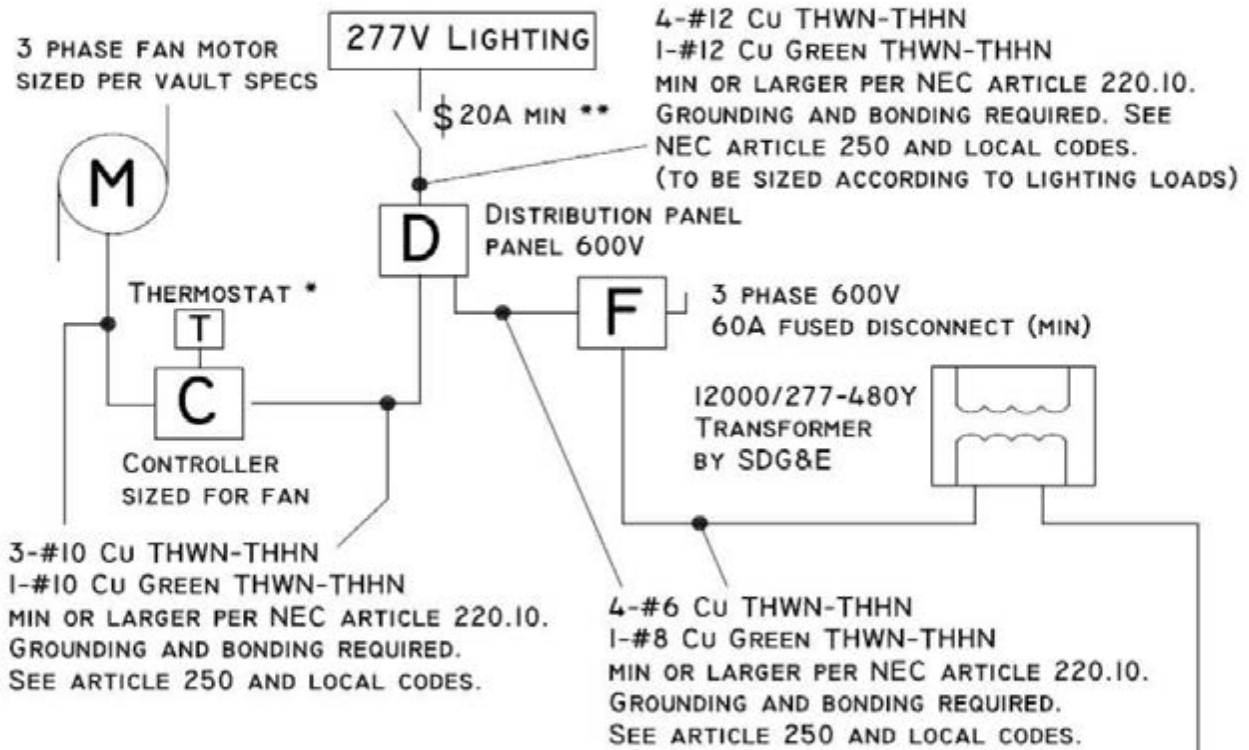 3 PHASE FAN MOTOR
SIZED PER VAULT SPECS
M
277V LIGHTING
$ 20A MIN **
4-#12 CU THWN-THHN
1-#12 CU GREEN THWN-THHN
MIN OR LARGER PER NEC ARTICLE 220.10.
GROUNDING AND BONDING REQUIRED. SEE
NEC ARTICLE 250 AND LOCAL CODES.
(TO BE SIZED ACCORDING TO LIGHTING LOADS)
D
DISTRIBUTION PANEL
PANEL 600V
THERMOSTAT *
T
C
CONTROLLER
SIZED FOR FAN
F
3 PHASE 600V
60A FUSED DISCONNECT (MIN)
12000/277-480Y
TRANSFORMER
BY SDG&E
3-#10 CU THWN-THHN
1-#10 CU GREEN THWN-THHN
MIN OR LARGER PER NEC ARTICLE 220.10.
GROUNDING AND BONDING REQUIRED.
SEE ARTICLE 250 AND LOCAL CODES.
4-#6 CU THWN-THHN
1-#8 CU GREEN THWN-THHN
MIN OR LARGER PER NEC ARTICLE 220.10.
GROUNDING AND BONDING REQUIRED.
SEE ARTICLE 250 AND LOCAL CODES.